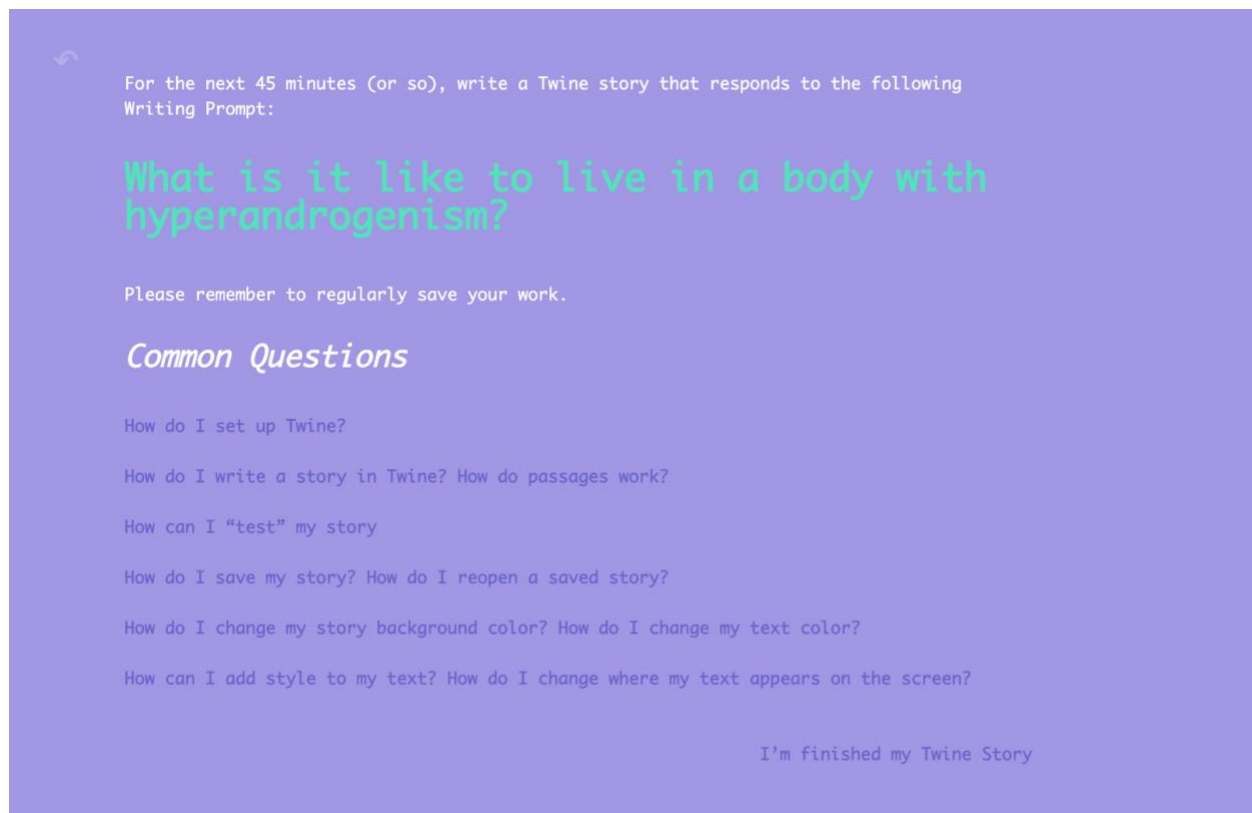 For the next 45 minutes (or so), write a Twine story that responds to the following
Writing Prompt:
What is it like to live in a body with
hyperandrogenism?
Please remember to regularly save your work.
Common Questions
How do I set up Twine?
How do I write a story in Twine? How do passages work?
How can I “test” my story
How do I save my story? How do I reopen a saved story?
How do I change my story background color? How do I change my text color?
How can I add style to my text? How do I change where my text appears on the screen?
I’m finished my Twine Story